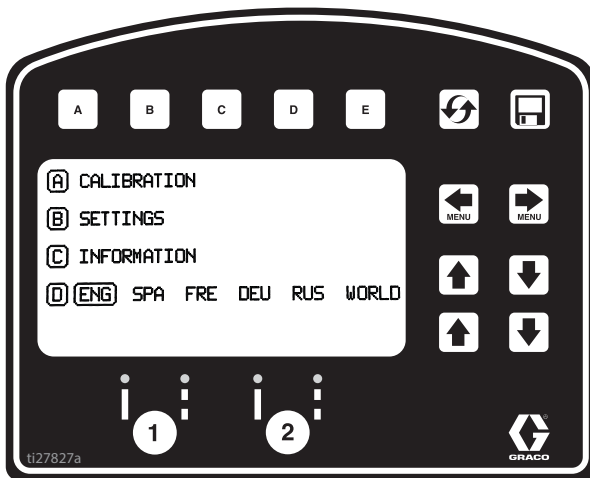 A B C D E
A CALIBRATION
MENU MENU
B SETTINGS
C INFORMATION
D ENG SPA FRE DEU RUS WORLD
1 2
ti27827a
GRACO